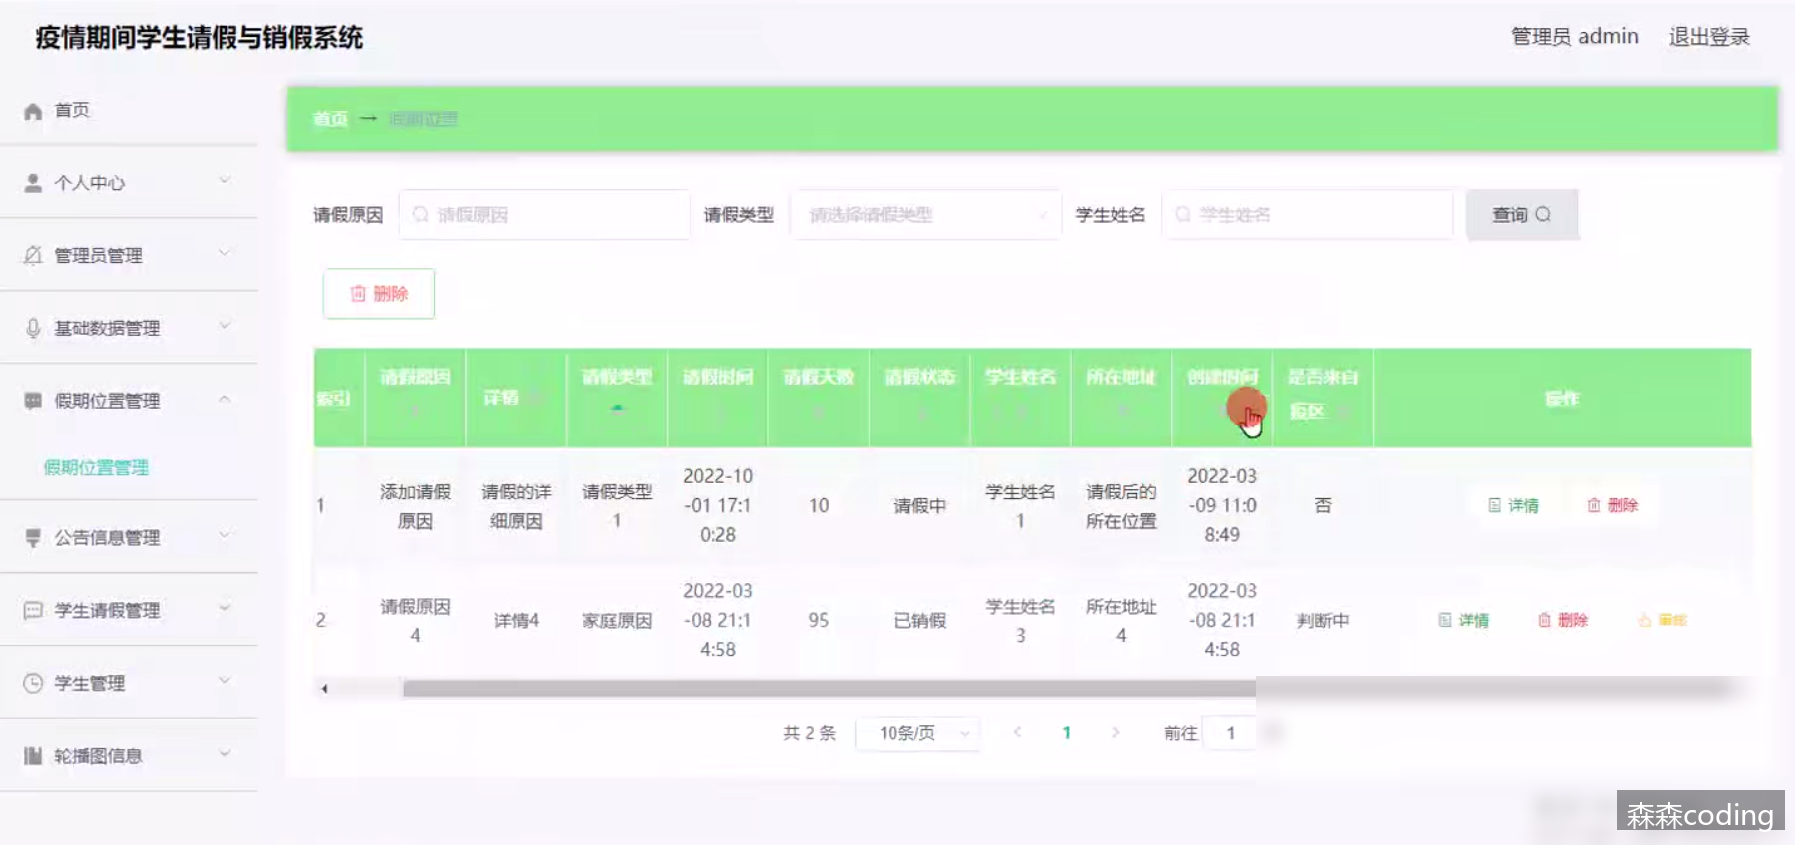 疫情期间学生请假与销假系统
管理员 admin 退出登录
首页
个人中心
管理员管理
基础数据管理
假期位置管理
假期位置管理
公告信息管理
学生请假管理
学生管理
轮播图信息
首页 → 假期位置
请假原因 请假原因 请假类型 请选择请假类型 学生姓名 学生姓名 查询
删除
索引 请假原因 详情 请假类型 请假时间 请假天数 请假状态 学生姓名 所在地址 创建时间 是否来自疫区 操作
1 添加请假原因 请假的详细原因 请假类型1 2022-10-01 17:10:28 10 请假中 学生姓名1 请假后的所在位置 2022-03-09 11:08:49 否 详情 删除
2 请假原因4 详情4 家庭原因 2022-03-08 21:14:58 95 已销假 学生姓名3 所在地址4 2022-03-08 21:14:58 判断中 详情 删除 审核
共 2 条 10条/页 1 前往 1
森森coding